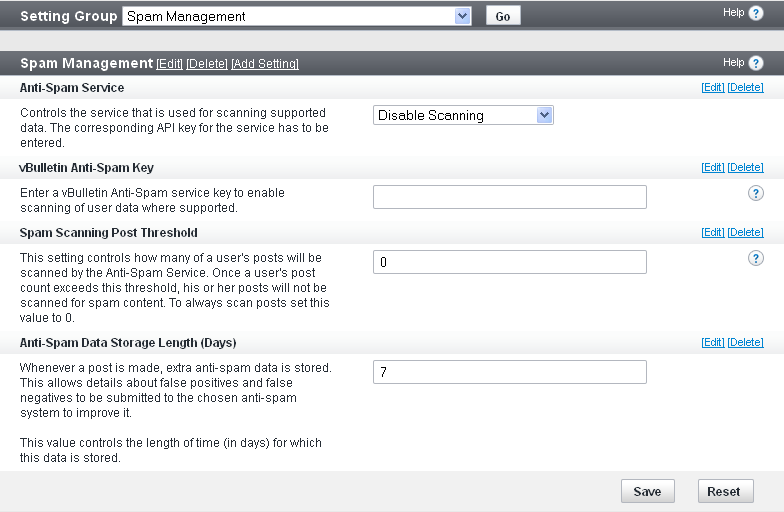 Setting Group Spam Management Go Help ?
Spam Management [Edit] [Delete] [Add Setting] Help ?
Anti-Spam Service [Edit] [Delete]
Controls the service that is used for scanning supported
data. The corresponding API key for the service has to be
entered.
Disable Scanning
vBulletin Anti-Spam Key [Edit] [Delete]
Enter a vBulletin Anti-Spam service key to enable
scanning of user data where supported.
?
Spam Scanning Post Threshold [Edit] [Delete]
This setting controls how many of a user's posts will be
scanned by the Anti-Spam Service. Once a user's post
count exceeds this threshold, his or her posts will not be
scanned for spam content. To always scan posts set this
value to 0.
0
?
Anti-Spam Data Storage Length (Days) [Edit] [Delete]
Whenever a post is made, extra anti-spam data is stored.
This allows details about false positives and false
negatives to be submitted to the chosen anti-spam
system to improve it.
This value controls the length of time (in days) for which
this data is stored.
7
Save Reset